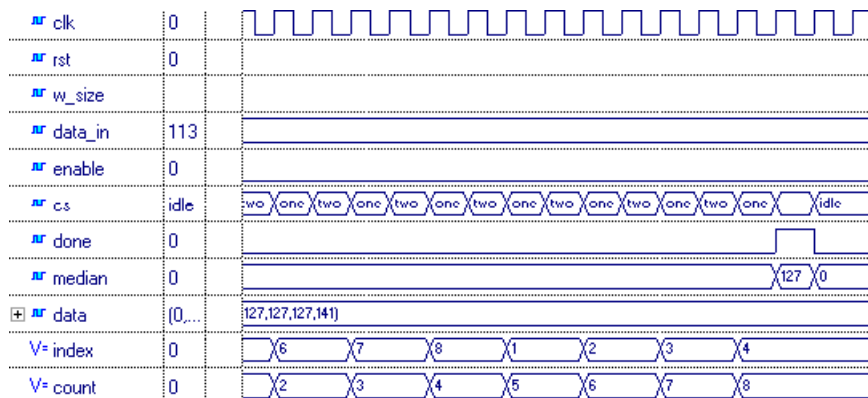 clk 0
rst 0
w_size
data_in 113
enable 0
cs idle two one two one two one two one two one two one two one idle
done 0
median 0 127 0
data (0,... 127,127,127,141)
V= index 0 6 7 8 1 2 3 4
V= count 0 2 3 4 5 6 7 8